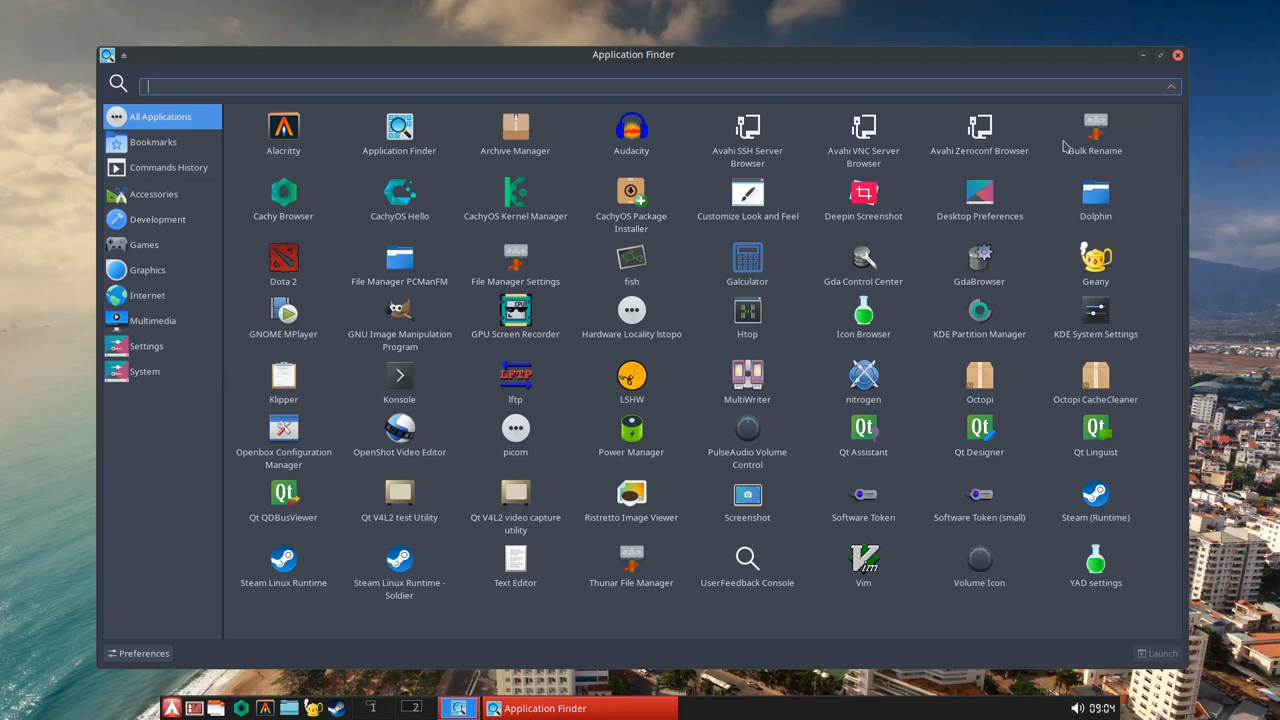 Application Finder
All Applications
Bookmarks
Commands History
Accessories
Development
Games
Graphics
Internet
Multimedia
Settings
System
Alacritty
Application Finder
Archive Manager
Audacity
Avahi SSH Server
Browser
Avahi VNC Server
Browser
Avahi Zeroconf Browser
Bulk Rename
Cachy Browser
CachyOS Hello
CachyOS Kernel Manager
CachyOS Package
Installer
Customize Look and Feel
Deepin Screenshot
Desktop Preferences
Dolphin
Dota 2
File Manager PCManFM
File Manager Settings
fish
Galculator
Gda Control Center
GdaBrowser
Geany
GNOME MPlayer
GNU Image Manipulation
Program
GPU Screen Recorder
Hardware Locality lstopo
Htop
Icon Browser
KDE Partition Manager
KDE System Settings
Klipper
Konsole
LFTP
lftp
LSHW
MultiWriter
nitrogen
Octopi
Octopi CacheCleaner
Openbox Configuration
Manager
OpenShot Video Editor
picom
Power Manager
PulseAudio Volume
Control
Qt
Qt Assistant
Qt
Qt Designer
Qt
Qt Linguist
Qt
Qt QDBusViewer
Qt V4L2 test Utility
Qt V4L2 video capture
utility
Ristretto Image Viewer
Screenshot
Software Token
Software Token (small)
Steam (Runtime)
Steam Linux Runtime
Steam Linux Runtime -
Soldier
Text Editor
Thunar File Manager
UserFeedback Console
Vim
Vim
Volume Icon
YAD settings
Preferences
Launch
1
2
Application Finder
09:04